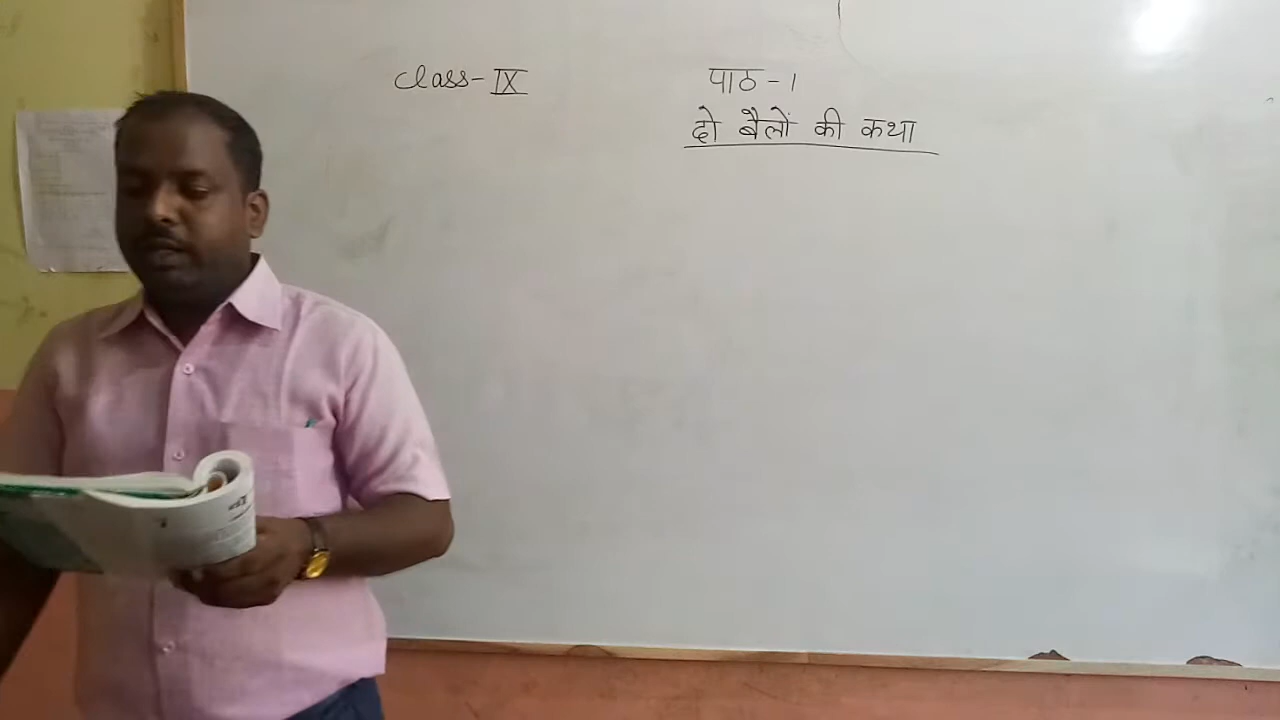 Class-IX
पाठ-1
दो बैलों की कथा